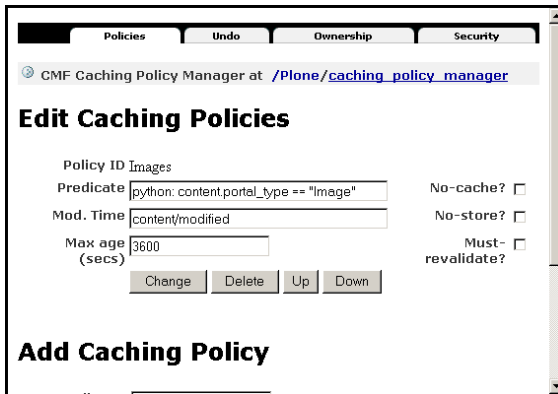 Policies Undo Ownership Security
CMF Caching Policy Manager at /Plone/caching_policy_manager
Edit Caching Policies
Policy ID Images
Predicate python: content.portal_type == "Image" No-cache?
Mod. Time content/modified No-store?
Max age (secs) 3600 Must-revalidate?
Change Delete Up Down
Add Caching Policy